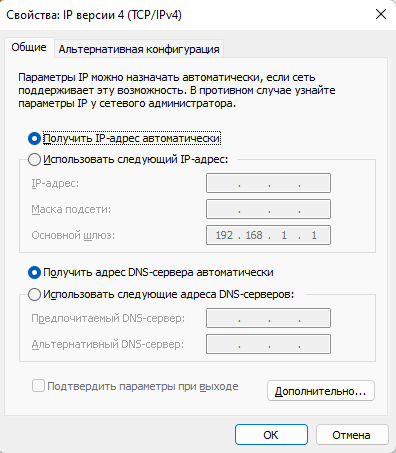 Свойства: IP версии 4 (TCP/IPv4)
Общие
Альтернативная конфигурация
Параметры IP можно назначать автоматически, если сеть
поддерживает эту возможность. В противном случае узнайте
параметры IP у сетевого администратора.
Получить IP-адрес автоматически
Использовать следующий IP-адрес:
IP-адрес: . . .
Маска подсети: . . .
Основной шлюз: 192 . 168 . 1 . 1
Получить адрес DNS-сервера автоматически
Использовать следующие адреса DNS-серверов:
Предпочитаемый DNS-сервер: . . .
Альтернативный DNS-сервер: . . .
Подтвердить параметры при выходе
Дополнительно...
ОК
Отмена